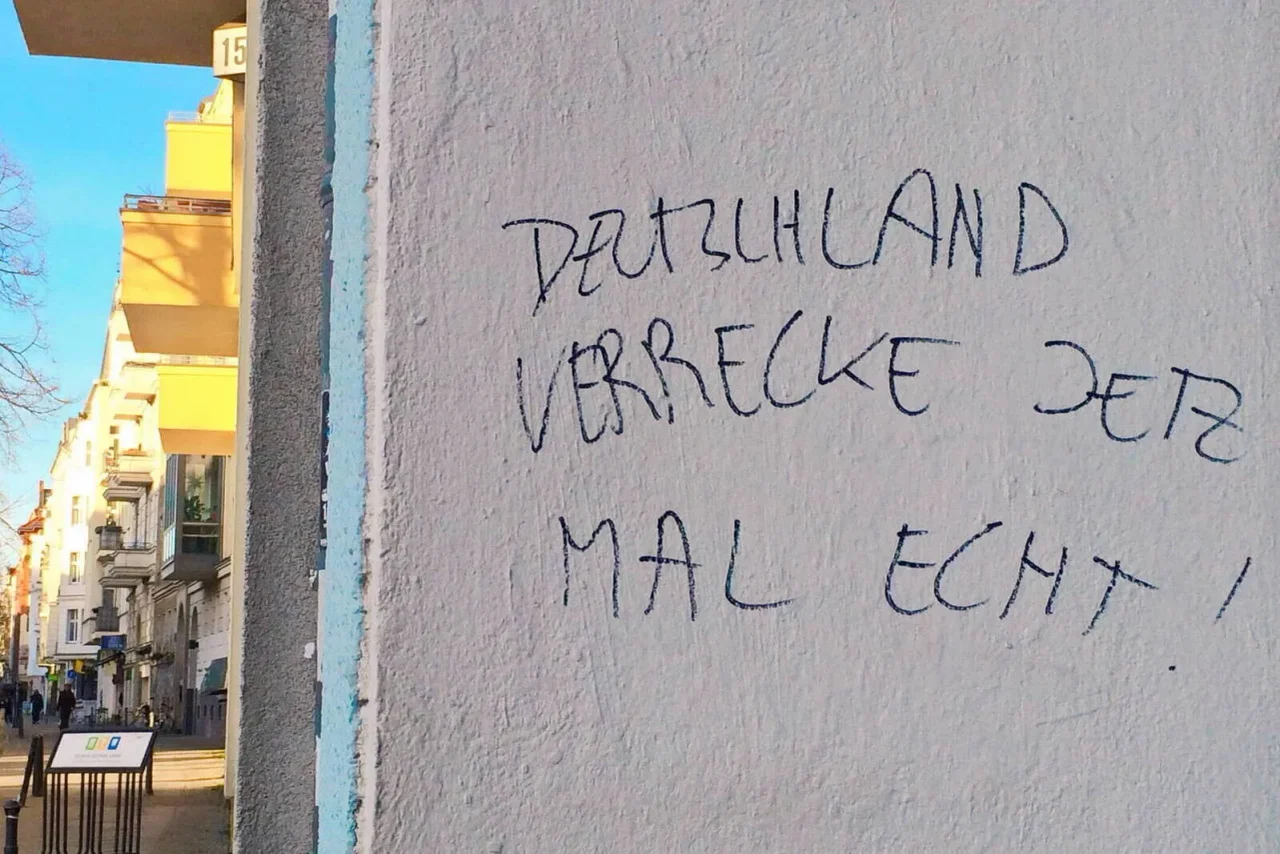 15
DEUTSCHLAND
VERRECKE JETZ
MAL ECHT!